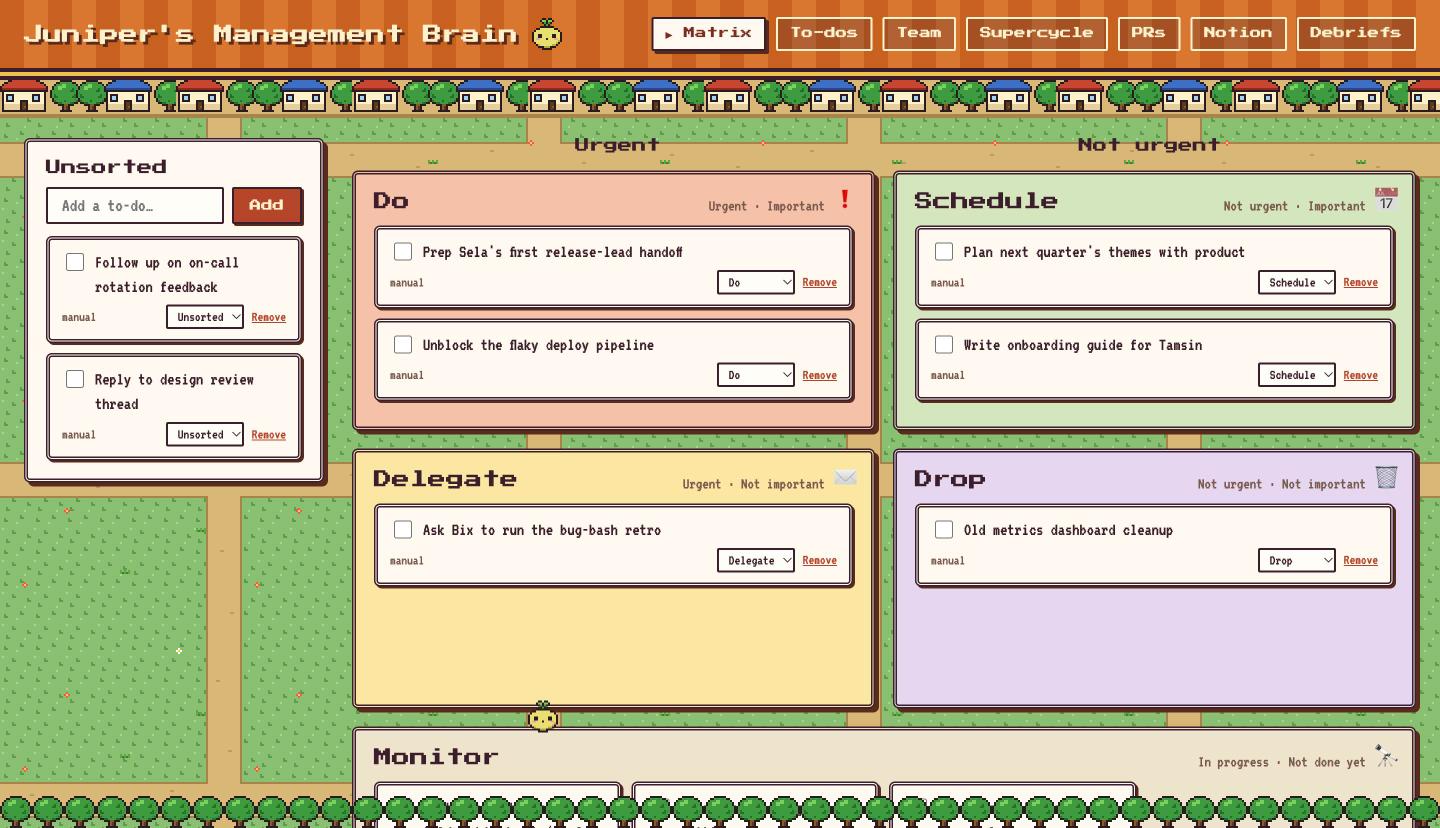 Juniper's Management Brain
Matrix
To-dos
Team
Supercycle
PRs
Notion
Debriefs
Urgent
Not urgent
Unsorted
Add a to-do…
Add
Follow up on on-call
rotation feedback
manual
Unsorted
Remove
Reply to design review
thread
manual
Unsorted
Remove
Do
Urgent · Important
Prep Sela's first release-lead handoff
manual
Do
Remove
Unblock the flaky deploy pipeline
manual
Do
Remove
Schedule
Not urgent · Important
17
Plan next quarter's themes with product
manual
Schedule
Remove
Write onboarding guide for Tamsin
manual
Schedule
Remove
Delegate
Urgent · Not important
Ask Bix to run the bug-bash retro
manual
Delegate
Remove
Drop
Not urgent · Not important
Old metrics dashboard cleanup
manual
Drop
Remove
Monitor
In progress · Not done yet